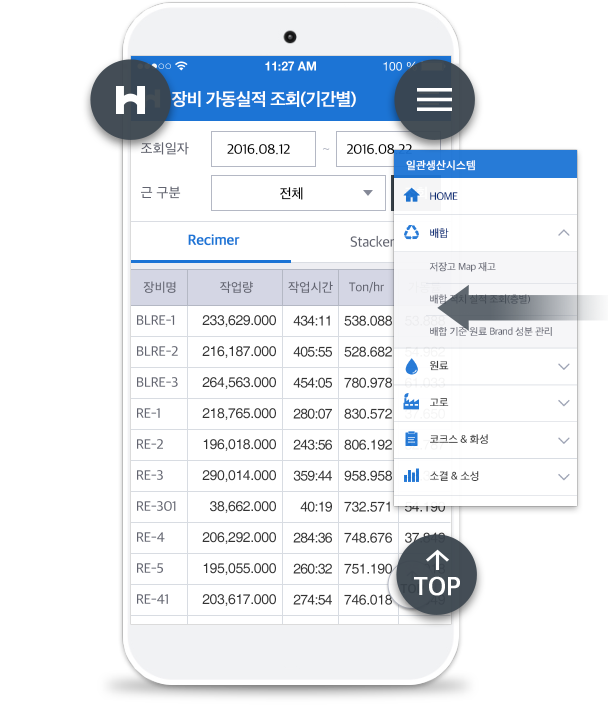 11:27 AM
100 %
H
장비 가동실적 조회(기간별)
조회일자
2016.08.12
~
2016.08.22
근 구분
전체
Recimer
Stacker
장비명 작업량 작업시간 Ton/hr
BLRE-1 233,629.000 434:11 538.088
BLRE-2 216,187.000 405:55 528.682
BLRE-3 264,563.000 454:05 780.978
RE-1 218,765.000 280:07 830.572
RE-2 196,018.000 243:56 806.192
RE-3 290,014.000 359:44 958.958
RE-301 38,662.000 40:19 732.571 54.190
RE-4 206,292.000 284:36 748.676 37.849
RE-5 195,055.000 260:32 751.190
RE-41 203,617.000 274:54 746.018
일관생산시스템
HOME
배합
저장고 Map 재고
배합 적치 실적 조회(층별)
배합 기준 원료 Brand 성분 관리
원료
고로
코크스 & 화성
소결 & 소성
TOP